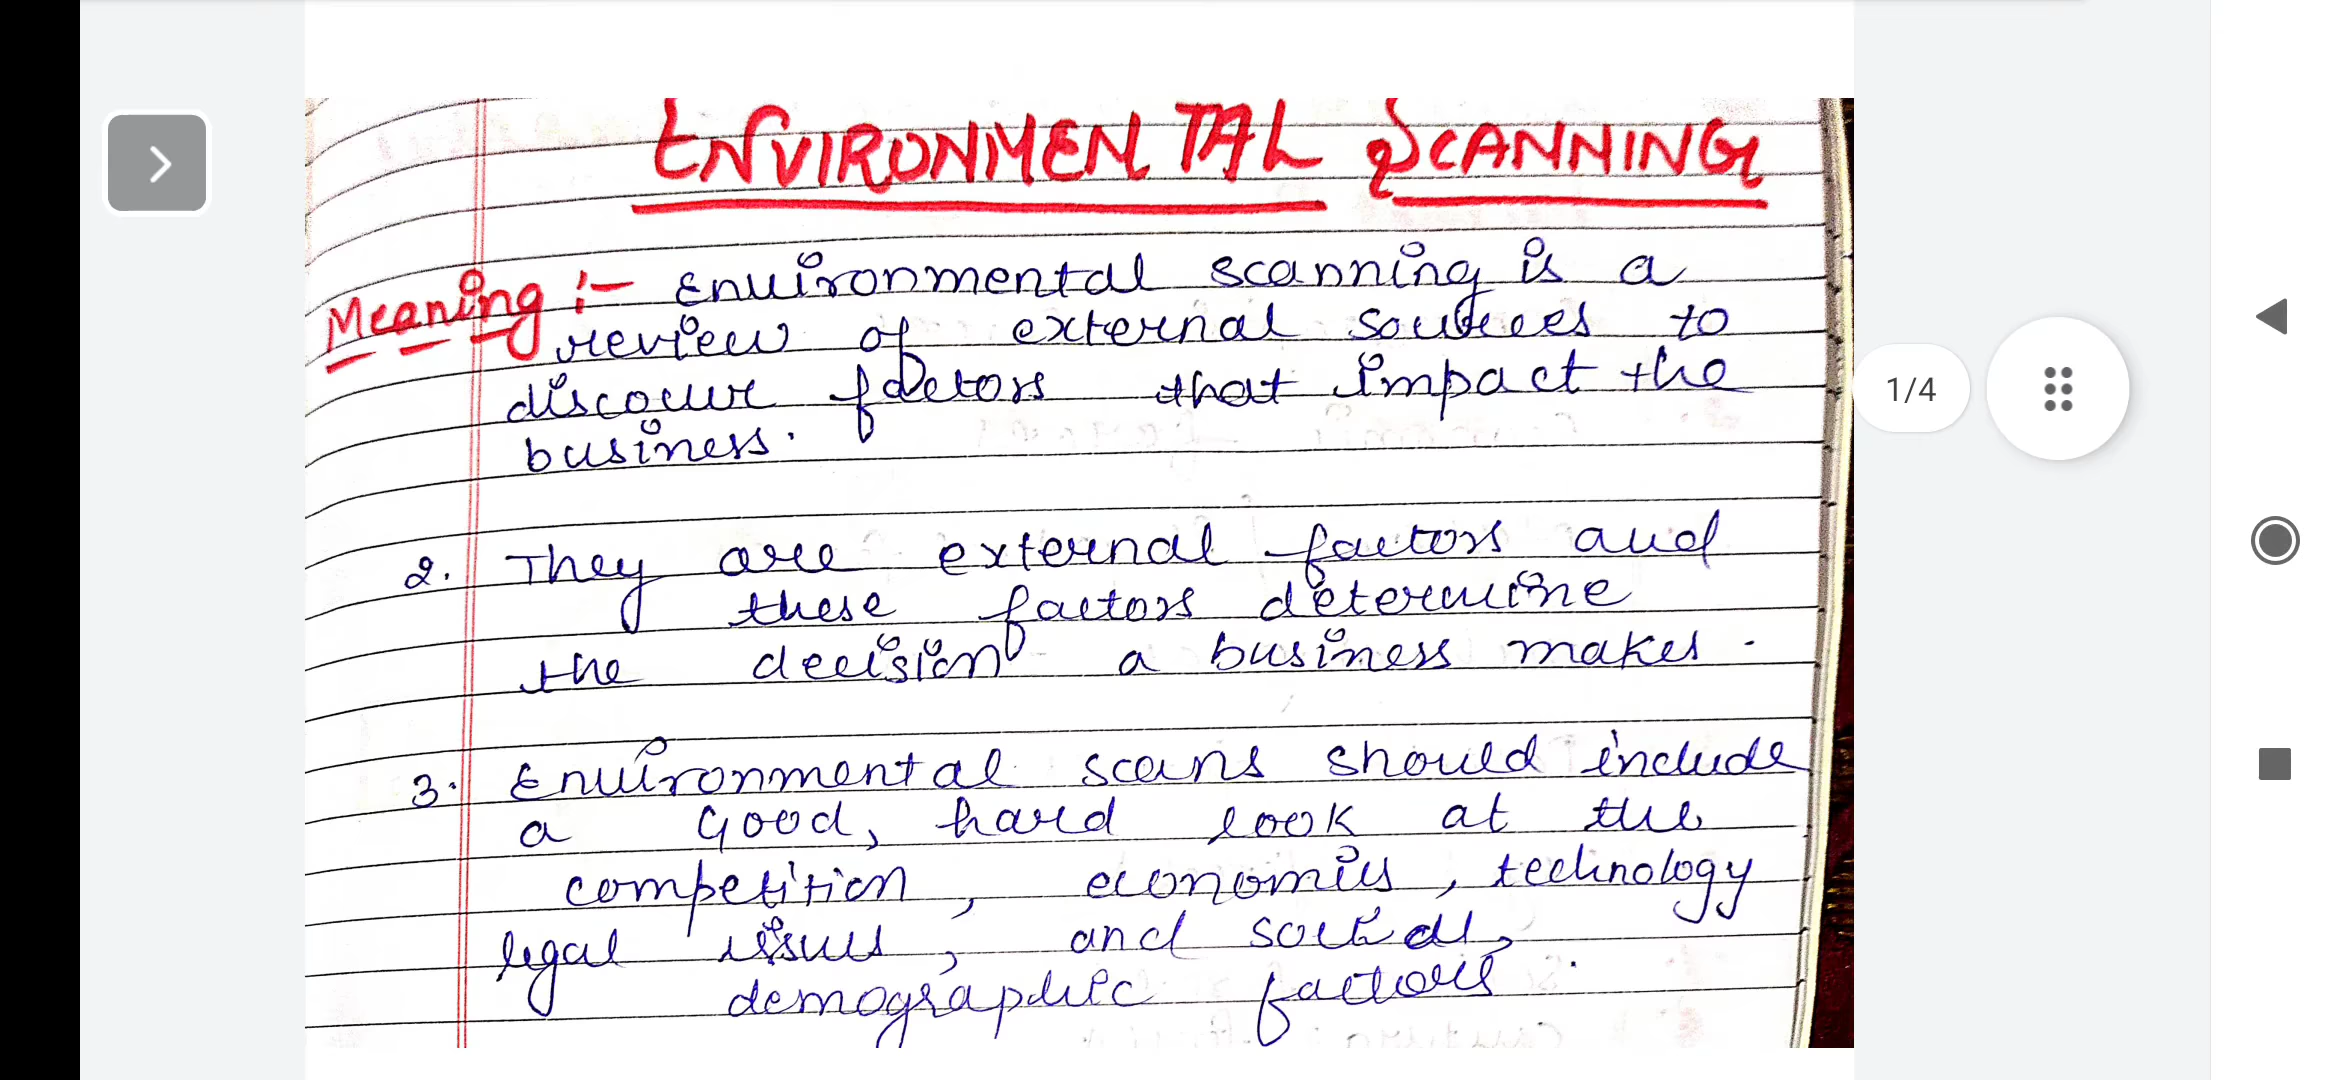 ENVIRONMENTAL SCANNING
Meaning :- Environmental scanning is a
review of external sources to
discover factors that impact the
business.
2. They are external factors and
these factors determine
the decision a business makes.
3. Environmental scans should include
a Good, hard look at the
competition, economics, technology
legal issues, and social,
demographic factors.
1/4